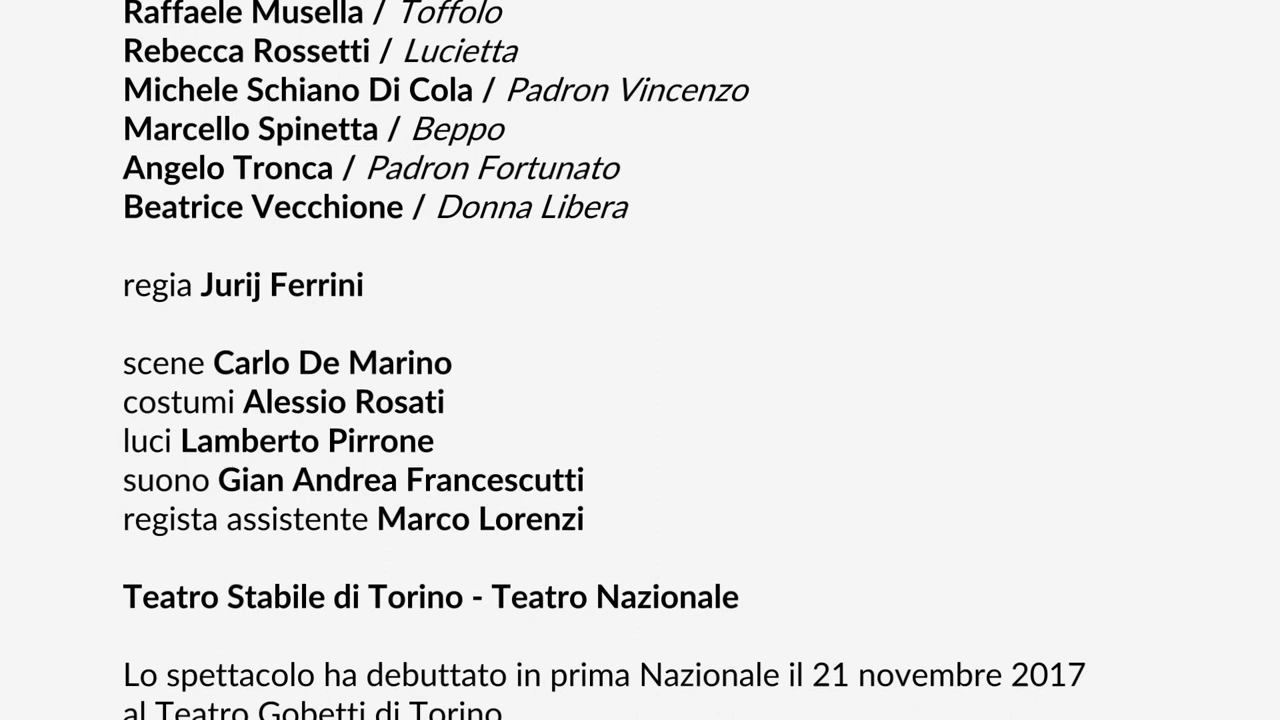 Raffaele Musella / Toffolo
Rebecca Rossetti / Lucietta
Michele Schiano Di Cola / Padron Vincenzo
Marcello Spinetta / Beppo
Angelo Tronca / Padron Fortunato
Beatrice Vecchione / Donna Libera
regia Jurij Ferrini
scene Carlo De Marino
costumi Alessio Rosati
luci Lamberto Pirrone
suono Gian Andrea Francescutti
regista assistente Marco Lorenzi
Teatro Stabile di Torino - Teatro Nazionale
Lo spettacolo ha debuttato in prima Nazionale il 21 novembre 2017
al Teatro Gobetti di Torino